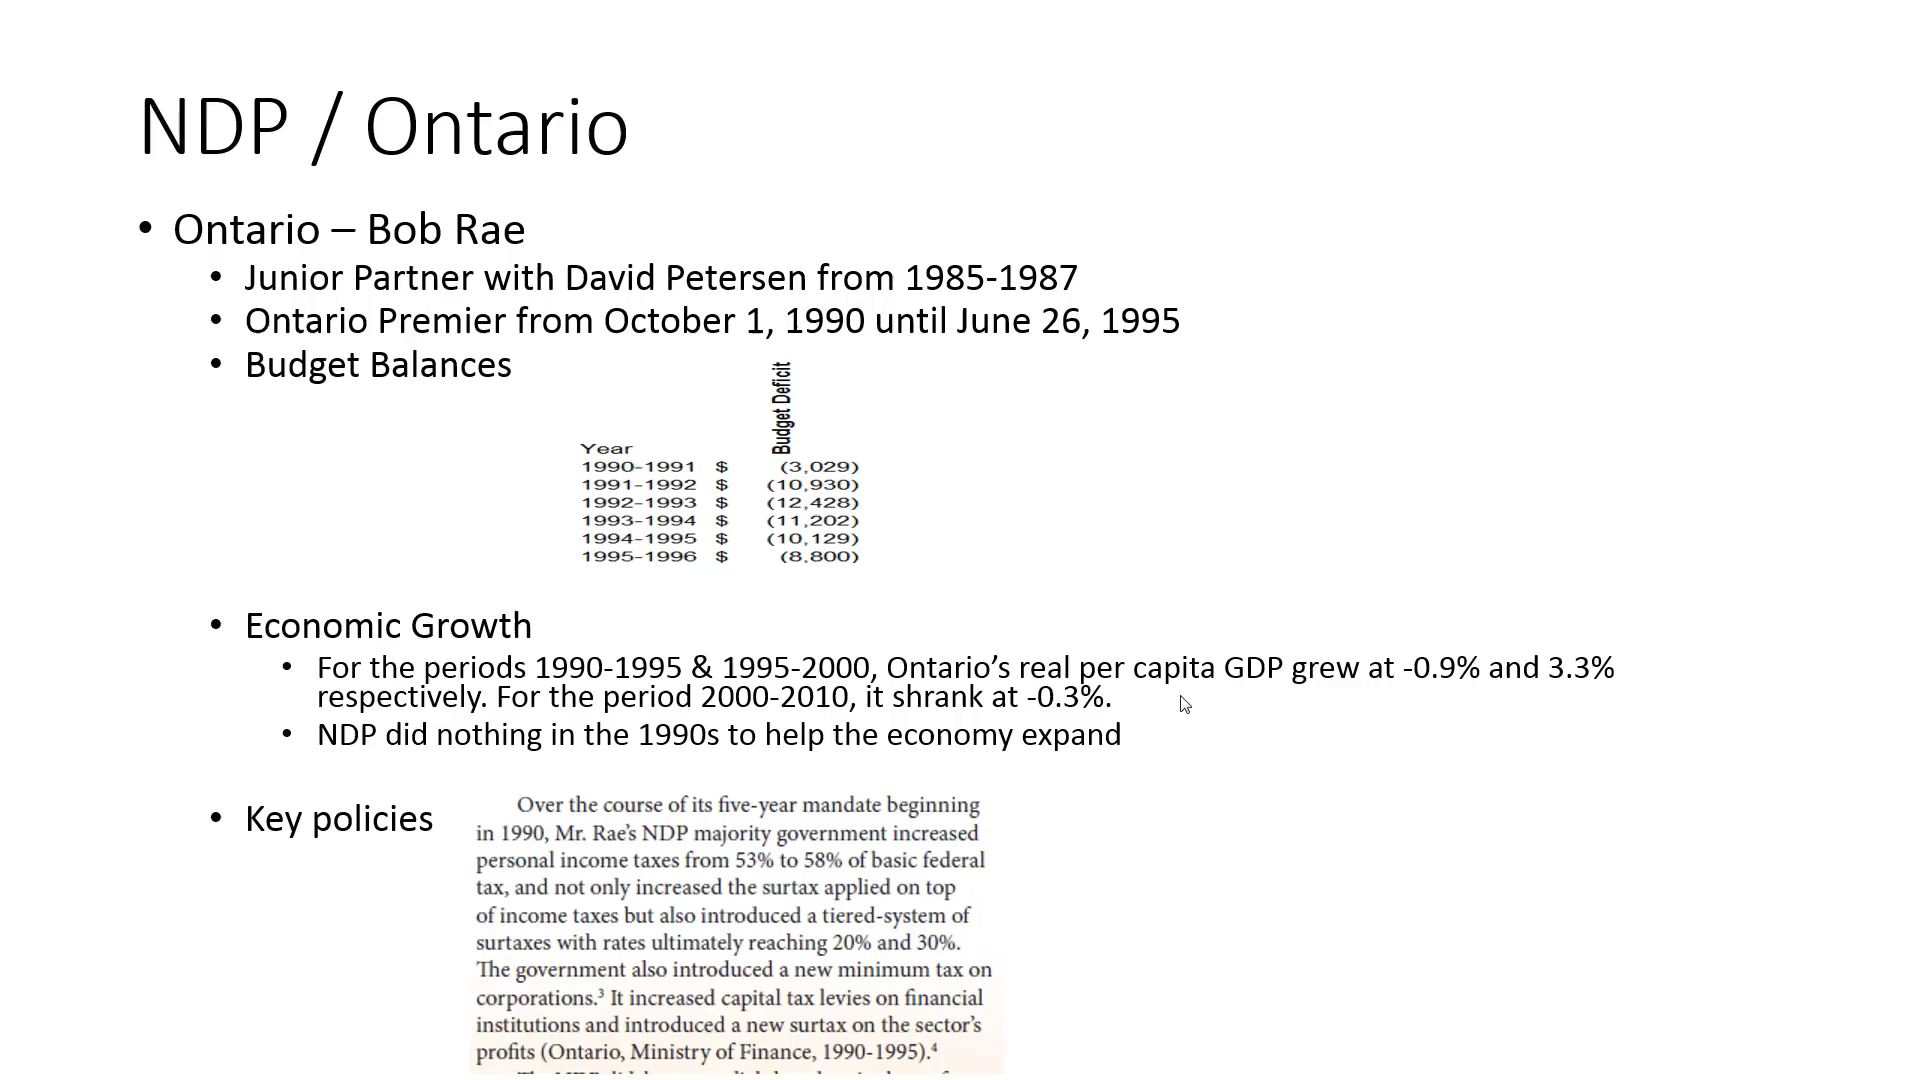 NDP / Ontario
• Ontario – Bob Rae
• Junior Partner with David Petersen from 1985-1987
• Ontario Premier from October 1, 1990 until June 26, 1995
• Budget Balances
Budget Deficit
Year
1990-1991 $ (3,029)
1991-1992 $ (10,930)
1992-1993 $ (12,428)
1993-1994 $ (11,202)
1994-1995 $ (10,129)
1995-1996 $ (8,800)
• Economic Growth
• For the periods 1990-1995 & 1995-2000, Ontario’s real per capita GDP grew at -0.9% and 3.3%
respectively. For the period 2000-2010, it shrank at -0.3%.
• NDP did nothing in the 1990s to help the economy expand
• Key policies
Over the course of its five-year mandate beginning
in 1990, Mr. Rae’s NDP majority government increased
personal income taxes from 53% to 58% of basic federal
tax, and not only increased the surtax applied on top
of income taxes but also introduced a tiered-system of
surtaxes with rates ultimately reaching 20% and 30%.
The government also introduced a new minimum tax on
corporations.³ It increased capital tax levies on financial
institutions and introduced a new surtax on the sector’s
profits (Ontario, Ministry of Finance, 1990-1995).⁴